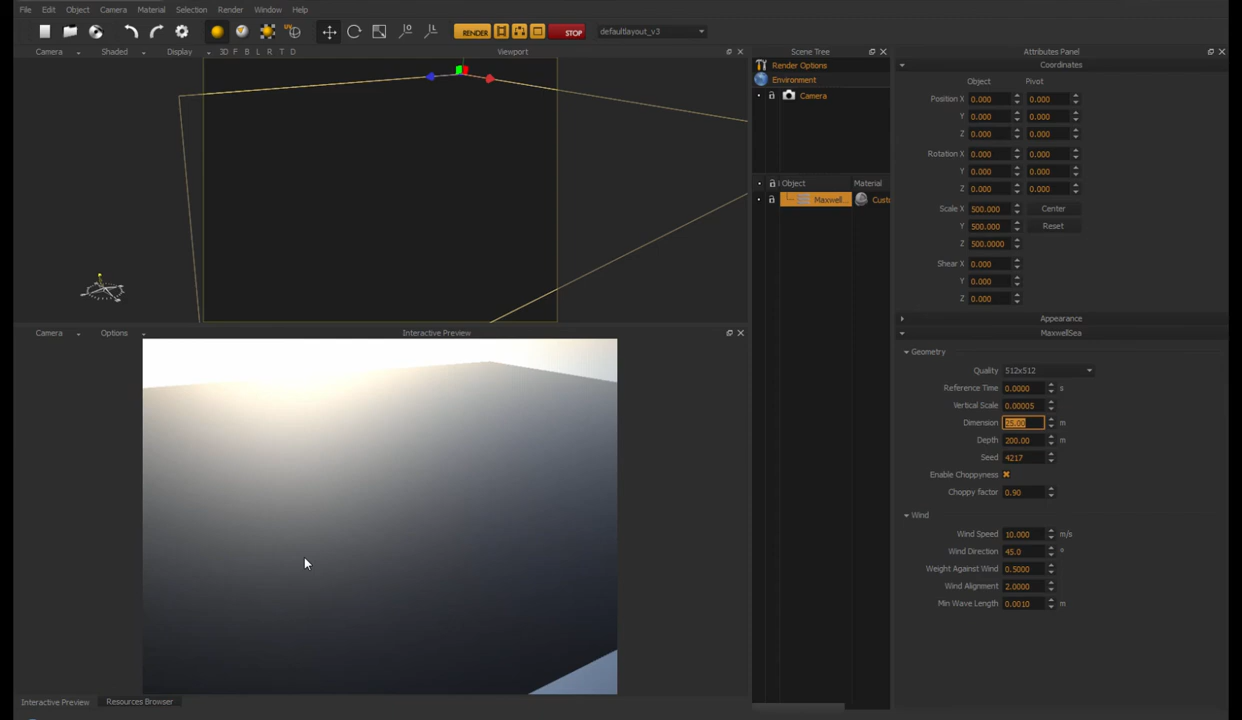 File Edit Object Camera Material Selection Render Window Help
RENDER STOP defaultlayout_v3
Camera Shaded Display 3D F B L R T D Viewport
Scene Tree
Attributes Panel
Render Options
Environment
Camera
Object Material
Maxwell... Custo
Coordinates
Object Pivot
Position X 0.000 0.000
Y 0.000 0.000
Z 0.000 0.000
Rotation X 0.000 0.000
Y 0.000 0.000
Z 0.000 0.000
Scale X 500.000 Center
Y 500.000 Reset
Z 500.0000
Shear X 0.000
Y 0.000
Z 0.000
Appearance
MaxwellSea
Geometry
Quality 512x512
Reference Time 0.0000 s
Vertical Scale 0.00005
Dimension 25.00 m
Depth 200.00 m
Seed 4217
Enable Choppyness
Choppy factor 0.90
Wind
Wind Speed 10.000 m/s
Wind Direction 45.0 °
Weight Against Wind 0.5000
Wind Alignment 2.0000
Min Wave Length 0.0010 m
Camera Options Interactive Preview
Interactive Preview Resources Browser